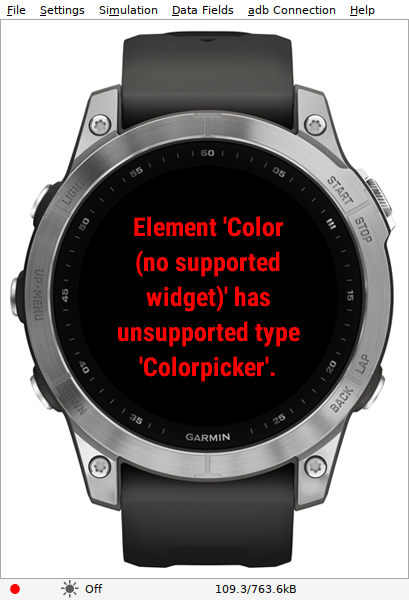 File Settings Simulation Data Fields adb Connection Help
60
55
05
LIGHT
START
50
STOP
Element 'Color
(no supported
widget)' has
unsupported type
'Colorpicker'.
UP·MENU
45
15
40
20
LAP
DOWN
BACK
35
25
GARMIN
Off
109.3/763.6kB